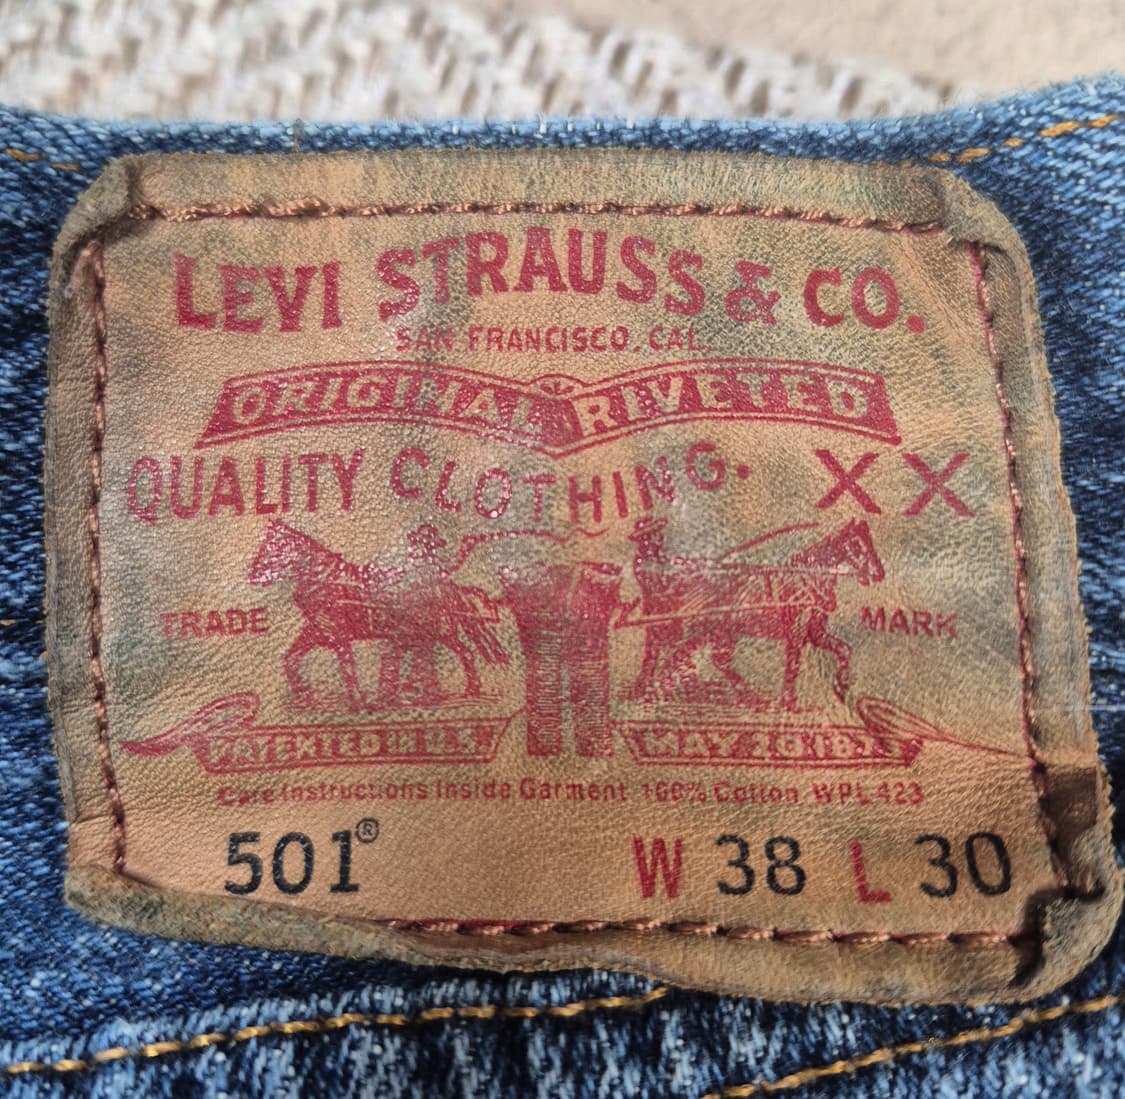 LEVI STRAUSS & CO.
SAN FRANCISCO, CAL.
ORIGINAL RIVETED
QUALITY CLOTHING. XX
TRADE MARK
PATENTED IN U.S. MAY 20 1873
Care Instructions Inside Garment 100% Cotton WPL 423
501® W 38 L 30